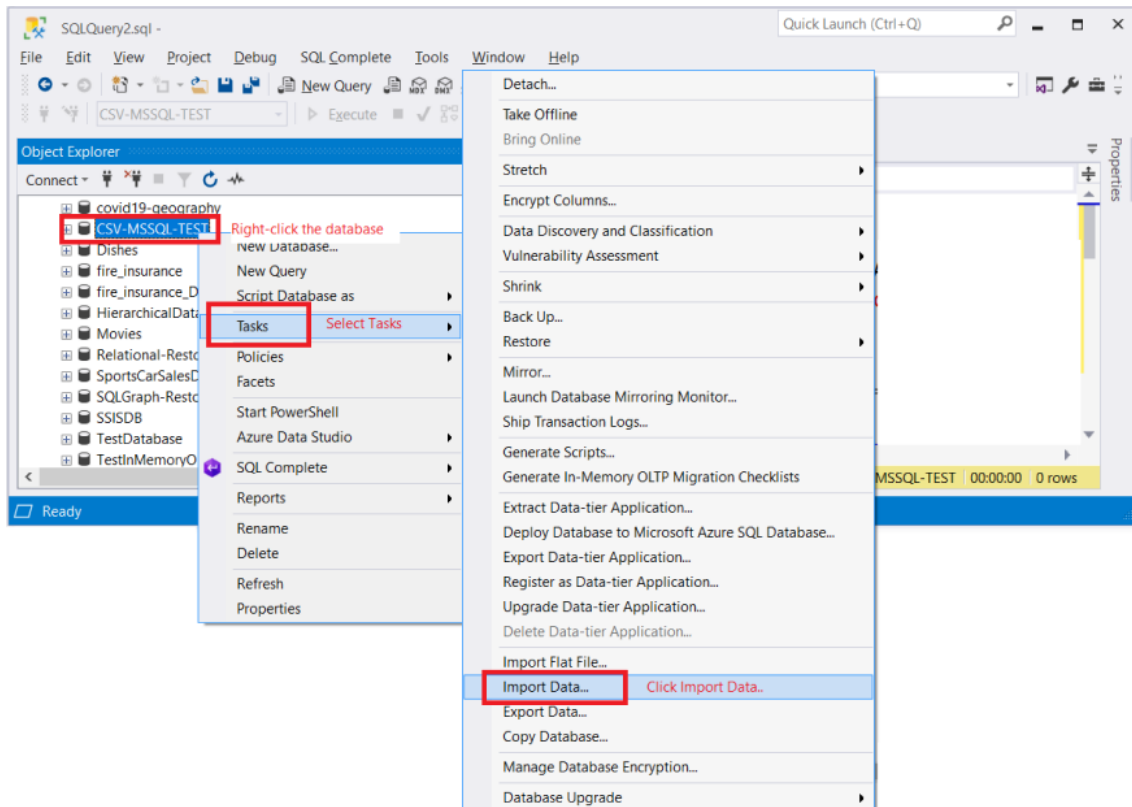 SQLQuery2.sql -
Quick Launch (Ctrl+Q)
File Edit View Project Debug SQL Complete Tools Window Help
New Query
CSV-MSSQL-TEST Execute
Object Explorer
Properties
Connect
covid19-geography
CSV-MSSQL-TEST
Right-click the database
Dishes
fire_insurance
fire_insurance_D
HierarchicalData
Movies
Relational-Resto
SportsCarSalesD
SQLGraph-Resto
SSISDB
TestDatabase
TestInMemoryO
MSSQL-TEST 00:00:00 0 rows
Ready
New Database...
New Query
Script Database as
Tasks
Select Tasks
Policies
Facets
Start PowerShell
Azure Data Studio
SQL Complete
Reports
Rename
Delete
Refresh
Properties
Detach...
Take Offline
Bring Online
Stretch
Encrypt Columns...
Data Discovery and Classification
Vulnerability Assessment
Shrink
Back Up...
Restore
Mirror...
Launch Database Mirroring Monitor...
Ship Transaction Logs...
Generate Scripts...
Generate In-Memory OLTP Migration Checklists
Extract Data-tier Application...
Deploy Database to Microsoft Azure SQL Database...
Export Data-tier Application...
Register as Data-tier Application...
Upgrade Data-tier Application...
Delete Data-tier Application...
Import Flat File...
Import Data...
Click Import Data..
Export Data...
Copy Database...
Manage Database Encryption...
Database Upgrade